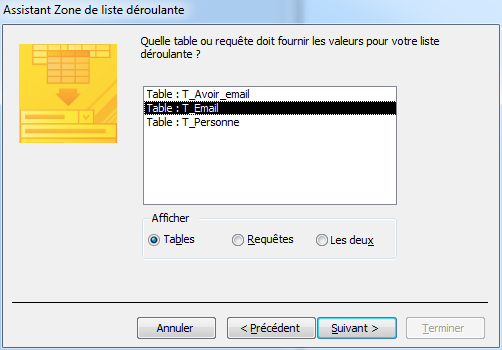 Assistant Zone de liste déroulante
Quelle table ou requête doit fournir les valeurs pour votre liste
déroulante ?
Table : T_Avoir_email
Table : T_Email
Table : T_Personne
Afficher
Tables
Requêtes
Les deux
Annuler
< Précédent
Suivant >
Terminer